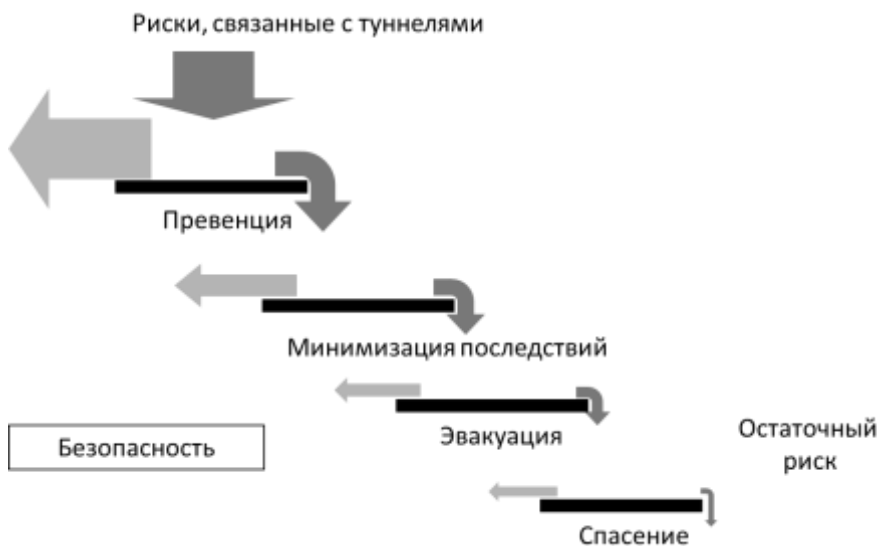 Риски, связанные с туннелями
Превенция
Минимизация последствий
Эвакуация
Безопасность
Остаточный
риск
Спасение